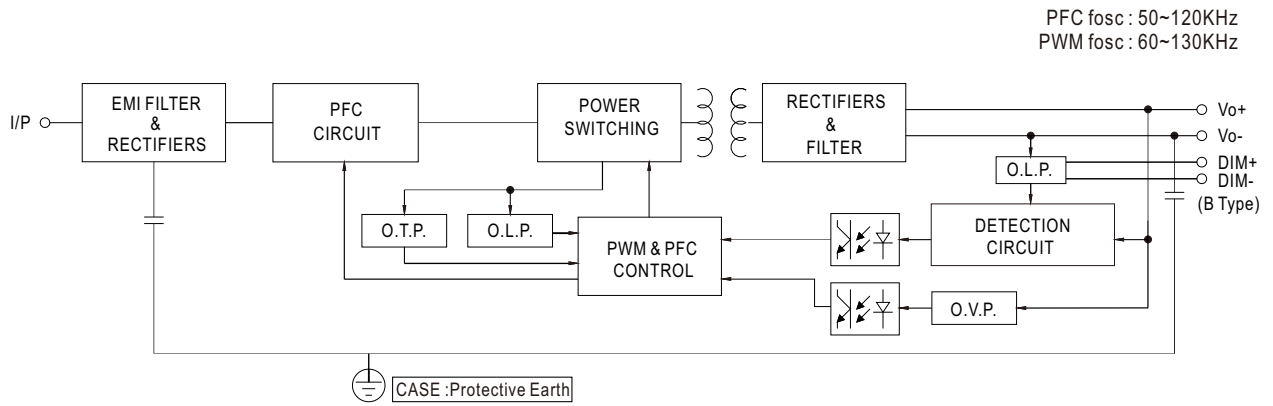 PFC fosc : 50~120KHz
PWM fosc : 60~130KHz
I/P
EMI FILTER
&
RECTIFIERS
PFC
CIRCUIT
POWER
SWITCHING
RECTIFIERS
&
FILTER
Vo+
Vo-
DIM+
DIM-
(B Type)
O.L.P.
O.T.P.
O.L.P.
PWM & PFC
CONTROL
DETECTION
CIRCUIT
O.V.P.
CASE :Protective Earth